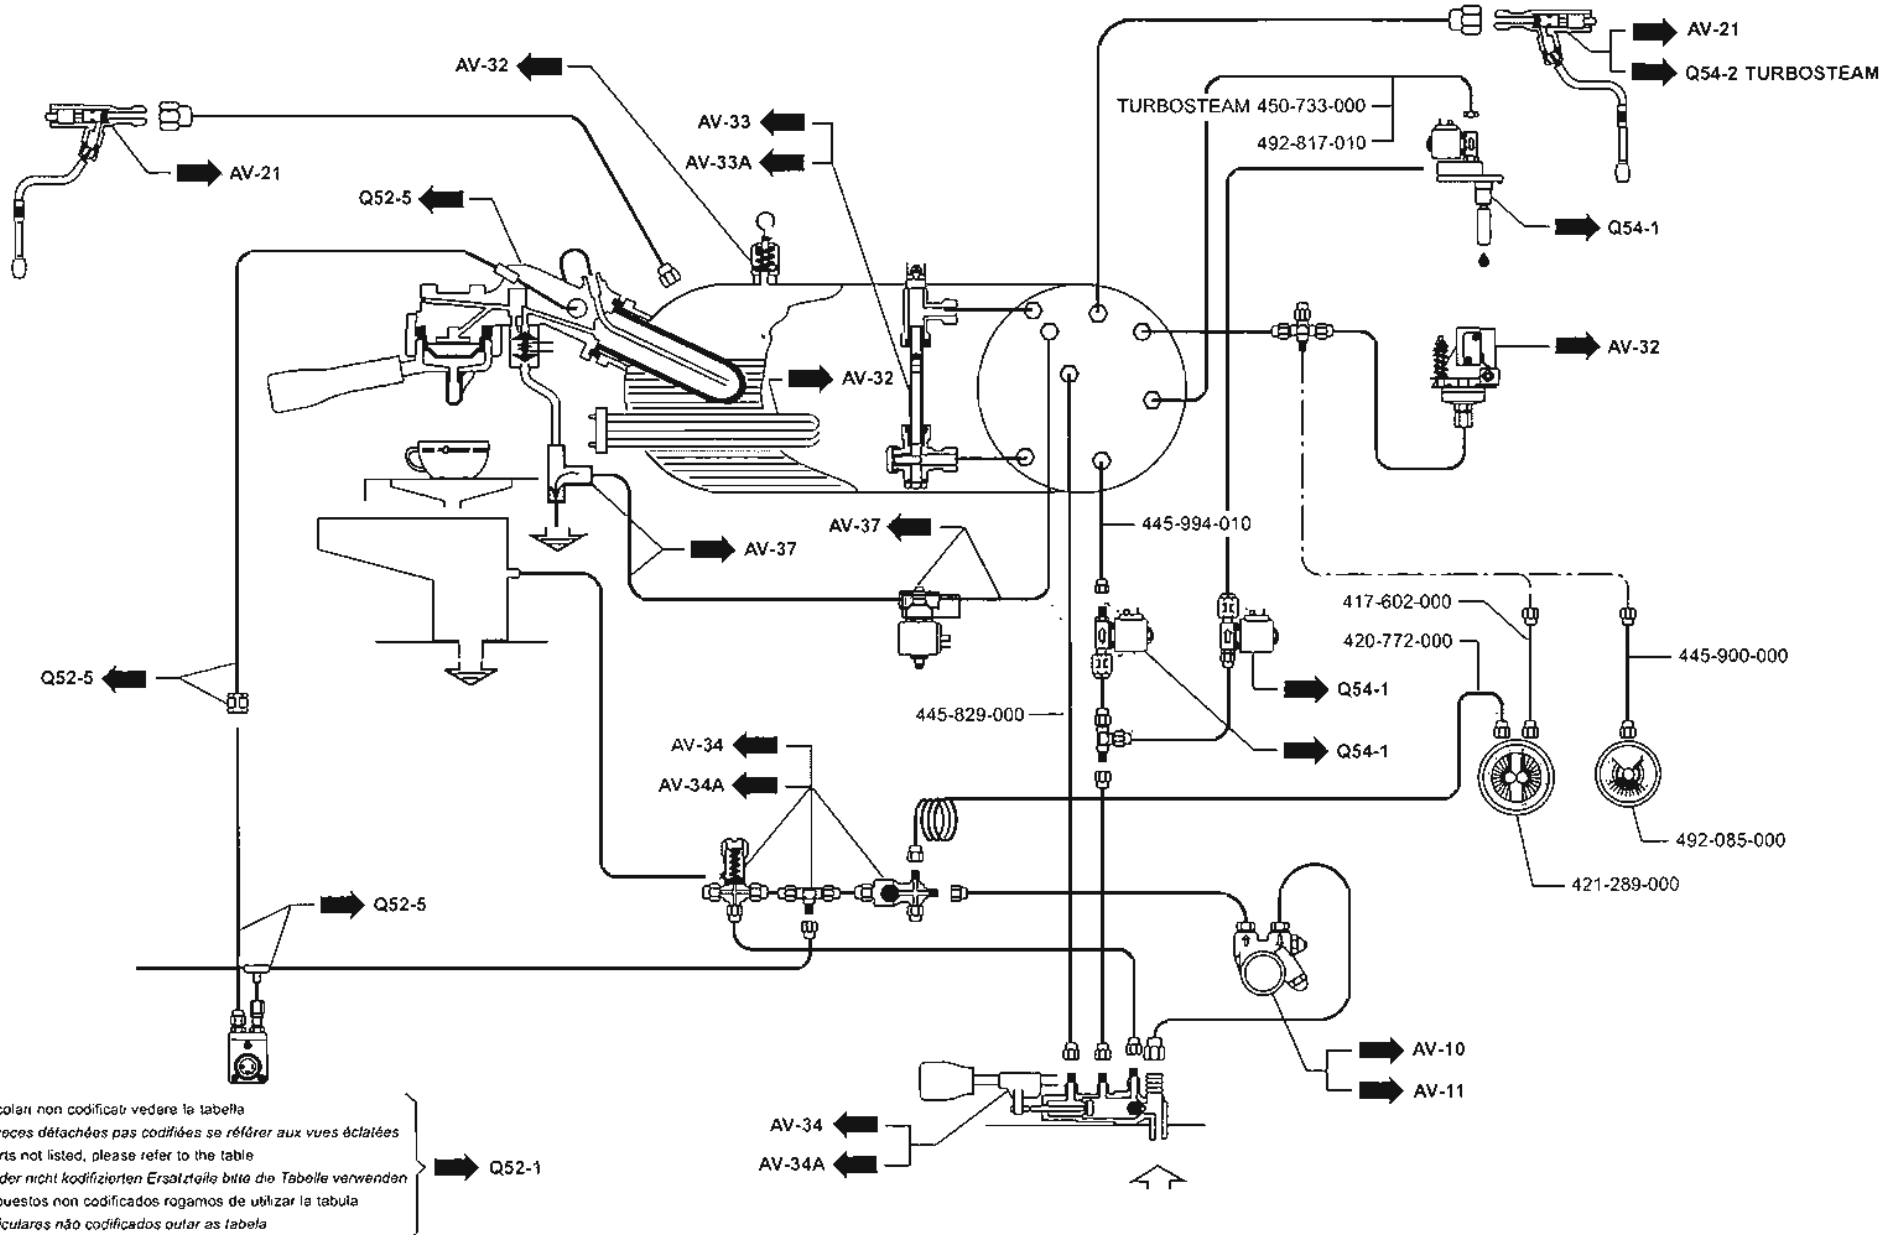 AV-21
Q54-2 TURBOSTEAM
AV-32
TURBOSTEAM 450-733-000
492-817-010
AV-33
AV-33A
AV-21
Q52-5
Q54-1
AV-32
AV-32
AV-37
445-994-010
AV-37
417-602-000
420-772-000
445-900-000
Q52-5
Q54-1
445-829-000
AV-34
Q54-1
AV-34A
492-085-000
421-289-000
Q52-5
AV-10
AV-11
AV-34
AV-34A
colari non codificati vedere la tabella
eces détachées pas codifiées se référer aux vues éclatées
rts not listed, please refer to the table
der nicht kodifizierten Ersatzteile bitte die Tabelle verwenden
puestos non codificados rogamos de utilizar la tabula
iculares não codificados outar as tabela
Q52-1